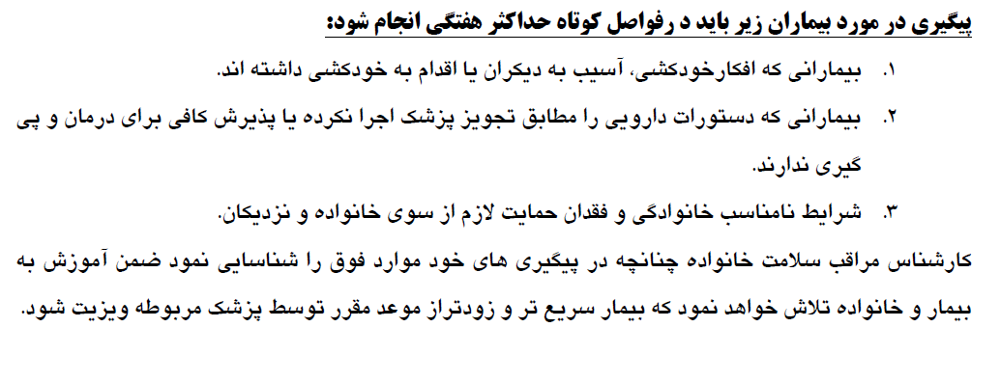 پیگیری در مورد بیماران زیر باید د رفواصل کوتاه حداکثر هفتگی انجام شود:
۱. بیمارانی که افکارخودکشی، آسیب به دیگران یا اقدام به خودکشی داشته اند.
۲. بیمارانی که دستورات دارویی را مطابق تجویز پزشک اجرا نکرده یا پذیرش کافی برای درمان و پی
گیری ندارند.
۳. شرایط نامناسب خانوادگی و فقدان حمایت لازم از سوی خانواده و نزدیکان.
کارشناس مراقب سلامت خانواده چنانچه در پیگیری های خود موارد فوق را شناسایی نمود ضمن آموزش به
بیمار و خانواده تلاش خواهد نمود که بیمار سریع تر و زودتراز موعد مقرر توسط پزشک مربوطه ویزیت شود.